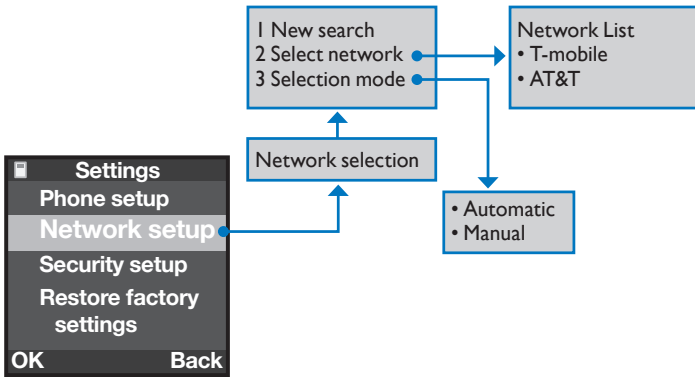 1 New search
2 Select network
3 Selection mode
Network List
• T-mobile
• AT&T
Network selection
• Automatic
• Manual
Settings
Phone setup
Network setup
Security setup
Restore factory
settings
OK Back